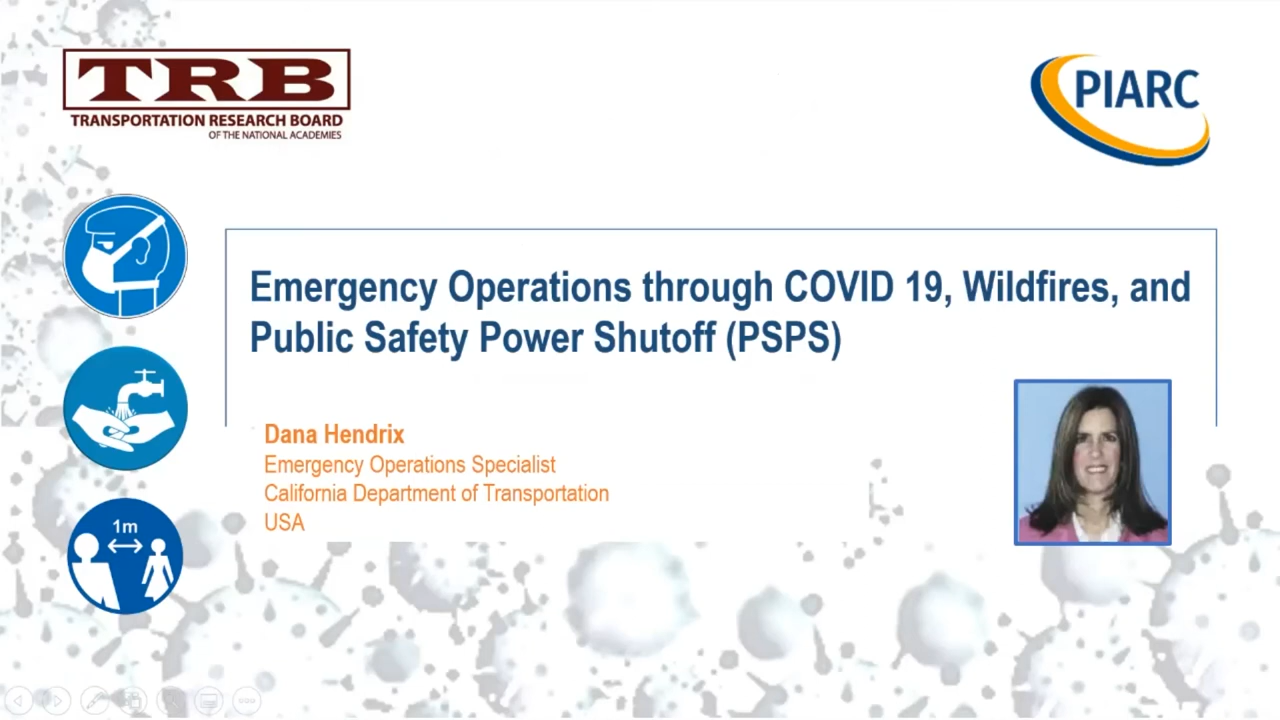 TRB
TRANSPORTATION RESEARCH BOARD
OF THE NATIONAL ACADEMIES
PIARC
Emergency Operations through COVID 19, Wildfires, and
Public Safety Power Shutoff (PSPS)
Dana Hendrix
Emergency Operations Specialist
California Department of Transportation
USA
1m